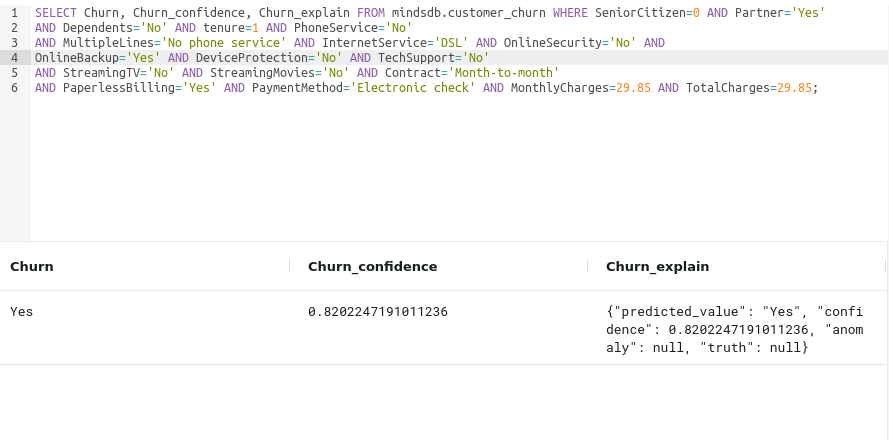 1 SELECT Churn, Churn_confidence, Churn_explain FROM mindsdb.customer_churn WHERE SeniorCitizen=0 AND Partner='Yes'
2 AND Dependents='No' AND tenure=1 AND PhoneService='No'
3 AND MultipleLines='No phone service' AND InternetService='DSL' AND OnlineSecurity='No' AND
4 OnlineBackup='Yes' AND DeviceProtection='No' AND TechSupport='No'
5 AND StreamingTV='No' AND StreamingMovies='No' AND Contract='Month-to-month'
6 AND PaperlessBilling='Yes' AND PaymentMethod='Electronic check' AND MonthlyCharges=29.85 AND TotalCharges=29.85;
Churn Churn_confidence Churn_explain
Yes 0.8202247191011236 {"predicted_value": "Yes", "confi
dence": 0.8202247191011236, "anom
aly": null, "truth": null}